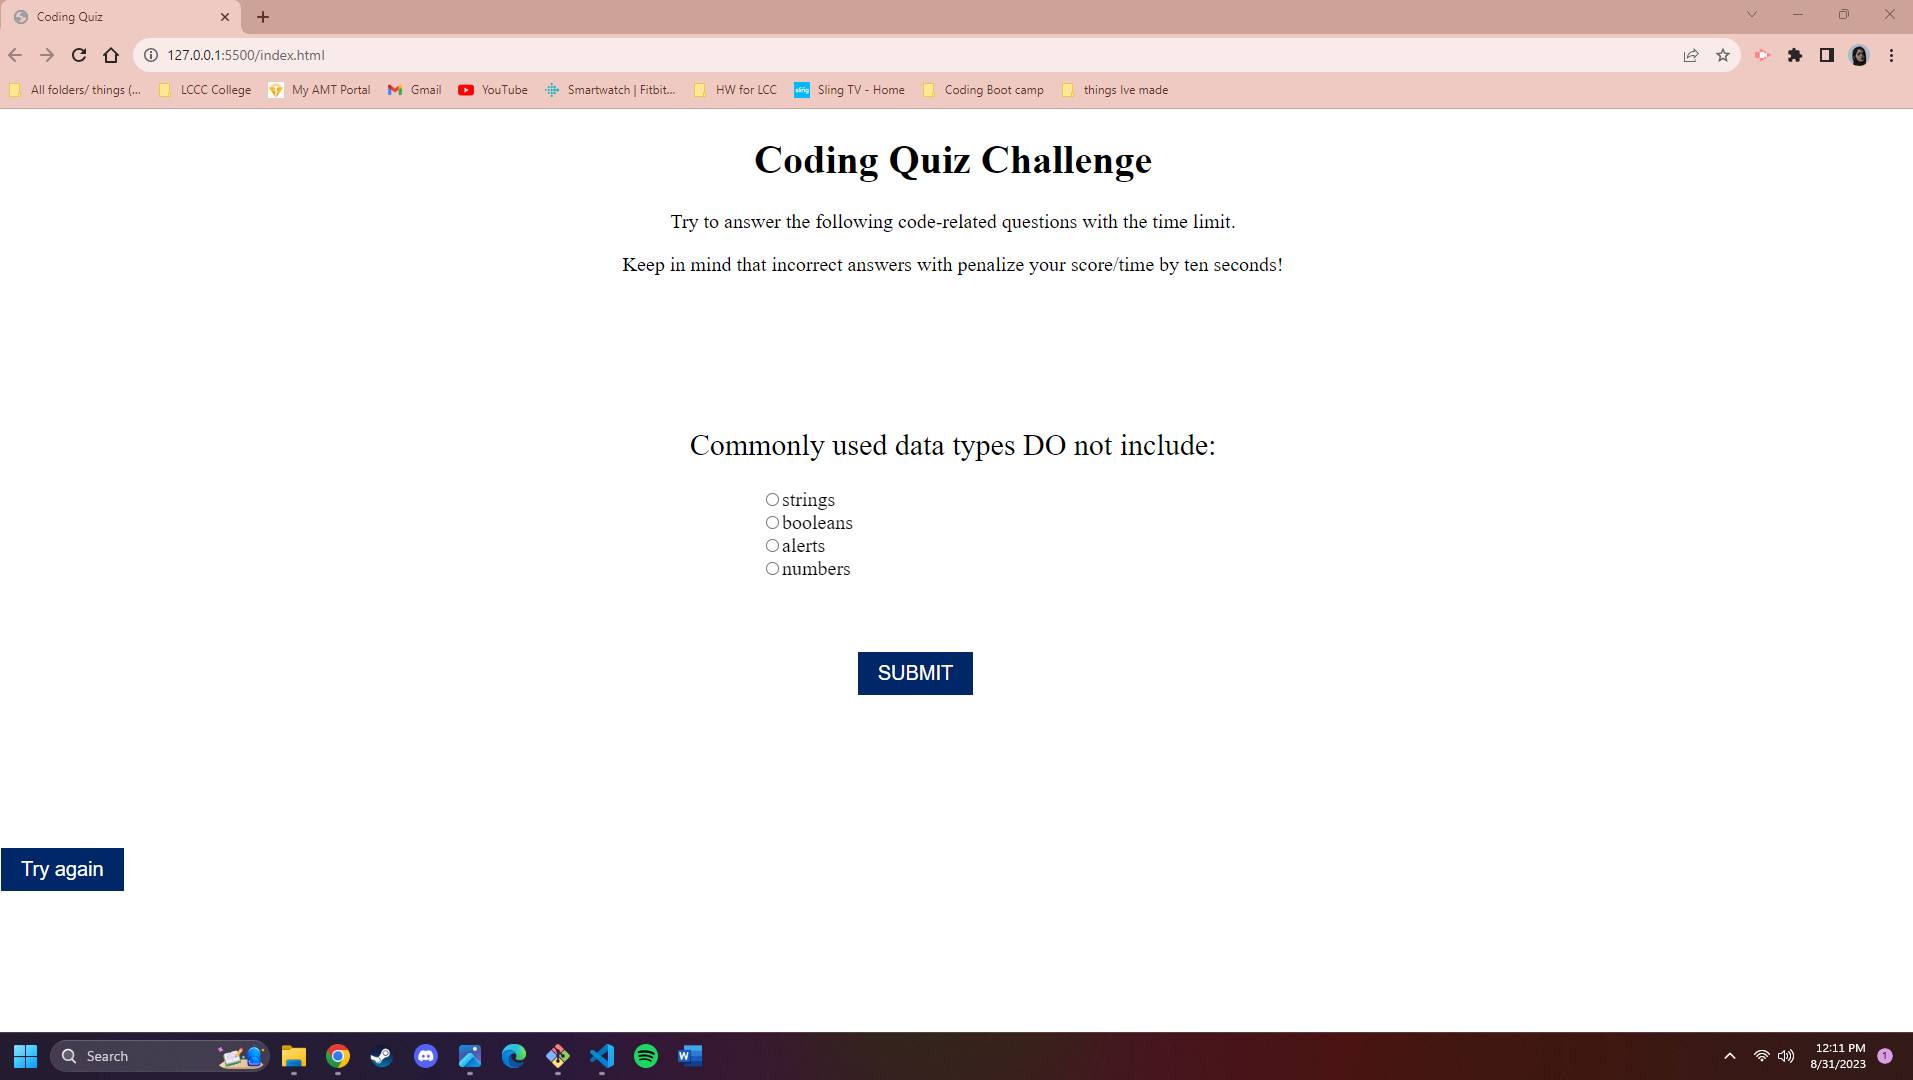 Coding Quiz
127.0.0.1:5500/index.html
All folders/ things (... LCCC College My AMT Portal Gmail YouTube Smartwatch | Fitbit... HW for LCC sling Sling TV - Home Coding Boot camp things Ive made
Coding Quiz Challenge
Try to answer the following code-related questions with the time limit.
Keep in mind that incorrect answers with penalize your score/time by ten seconds!
Commonly used data types DO not include:
strings
booleans
alerts
numbers
SUBMIT
Try again
Search
W
12:11 PM
8/31/2023
1